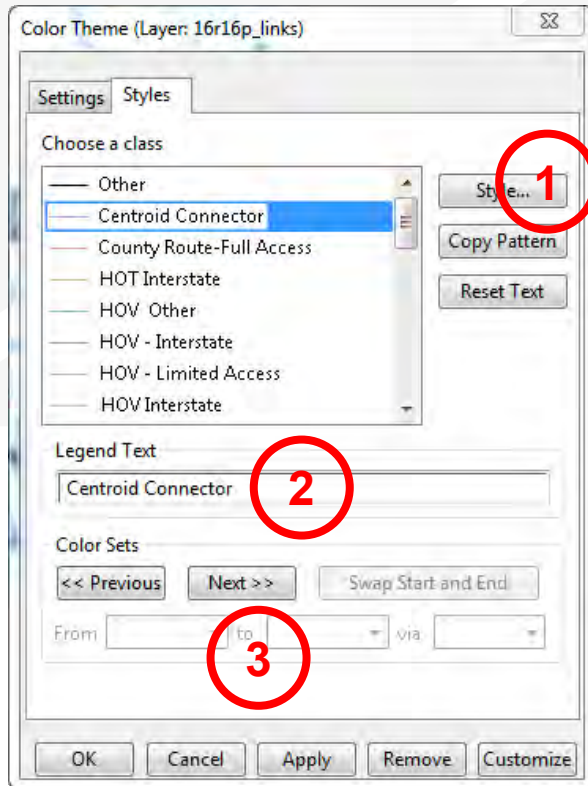 Color Theme (Layer: 16r16p_links)
Settings Styles
Choose a class
Other
Centroid Connector
County Route-Full Access
HOT Interstate
HOV Other
HOV - Interstate
HOV - Limited Access
HOV Interstate
Style...
1
Copy Pattern
Reset Text
Legend Text
Centroid Connector
2
Color Sets
<< Previous Next >> Swap Start and End
From to via
3
OK Cancel Apply Remove Customize